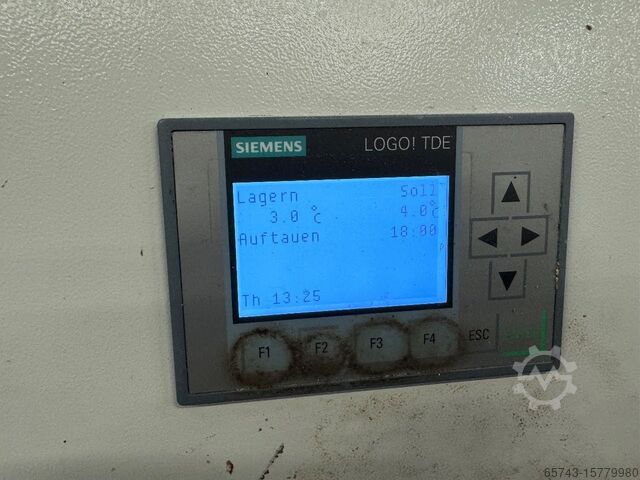 SIEMENS LOGO! TDE
Lagern Soll
3.0 °C 4.0°C
Auftauen 18:00
Th 13:25
F1 F2 F3 F4 ESC
65743-15779980